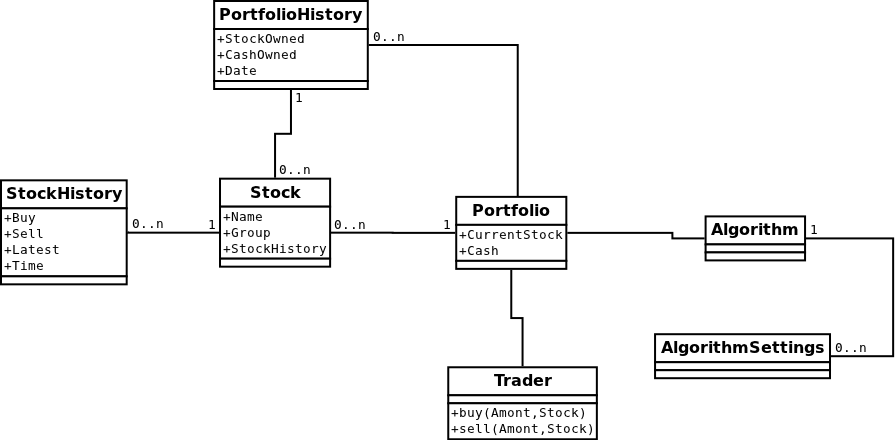 PortfolioHistory
+StockOwned
+CashOwned
+Date
0..n
1
0..n
StockHistory
+Buy
+Sell
+Latest
+Time
0..n
1
Stock
+Name
+Group
+StockHistory
0..n
1
Portfolio
+CurrentStock
+Cash
Algorithm
1
AlgorithmSettings
0..n
Trader
+buy(Amont,Stock)
+sell(Amont,Stock)